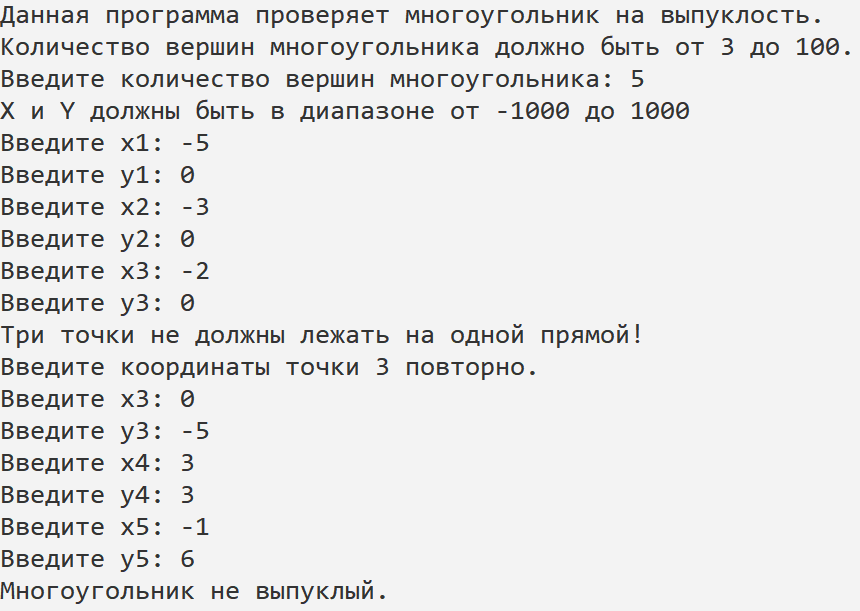 Данная программа проверяет многоугольник на выпуклость.
Количество вершин многоугольника должно быть от 3 до 100.
Введите количество вершин многоугольника: 5
X и Y должны быть в диапазоне от -1000 до 1000
Введите x1: -5
Введите y1: 0
Введите x2: -3
Введите y2: 0
Введите x3: -2
Введите y3: 0
Три точки не должны лежать на одной прямой!
Введите координаты точки 3 повторно.
Введите x3: 0
Введите y3: -5
Введите x4: 3
Введите y4: 3
Введите x5: -1
Введите y5: 6
Многоугольник не выпуклый.